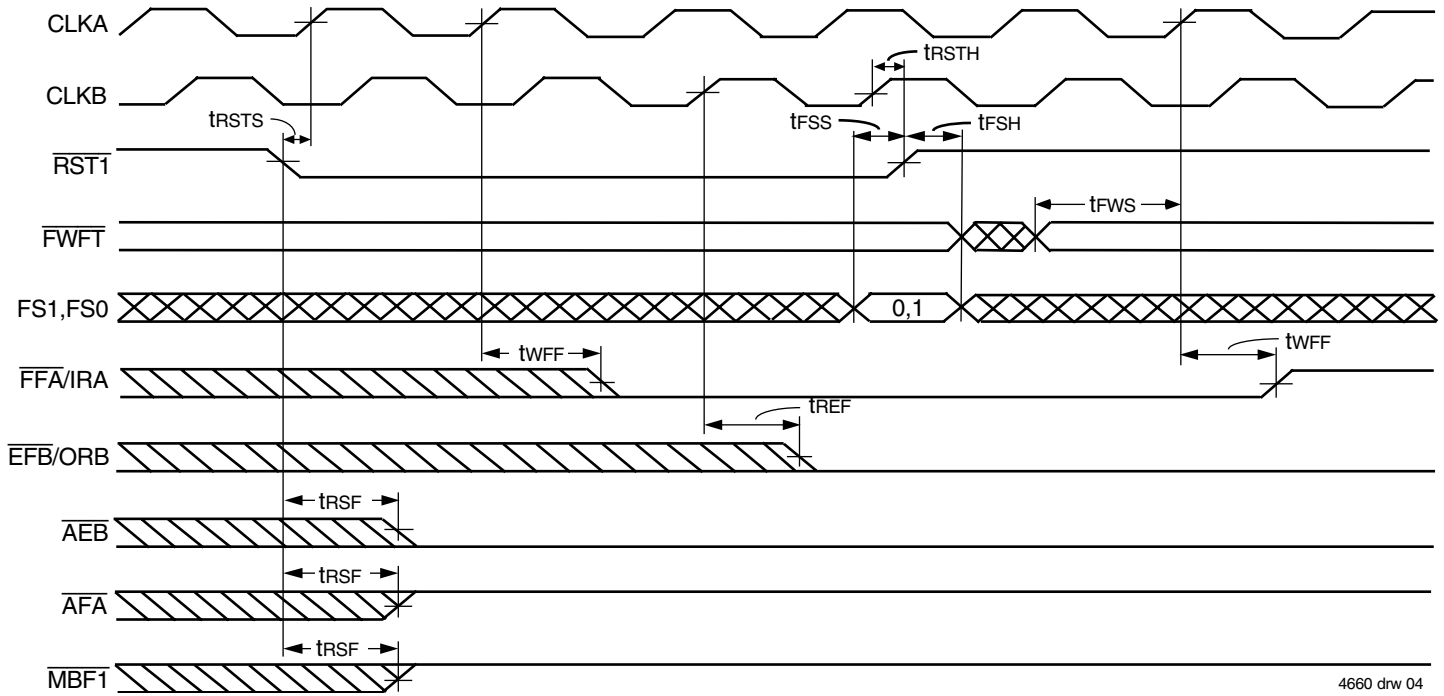 CLKA
tRSTH
CLKB
tRSTS
tFSS
tFSH
RST1
tFWS
FWFT
FS1,FS0
0,1
tWFF
tWFF
FFA/IRA
tREF
EFB/ORB
tRSF
AEB
tRSF
AFA
tRSF
MBF1
4660 drw 04